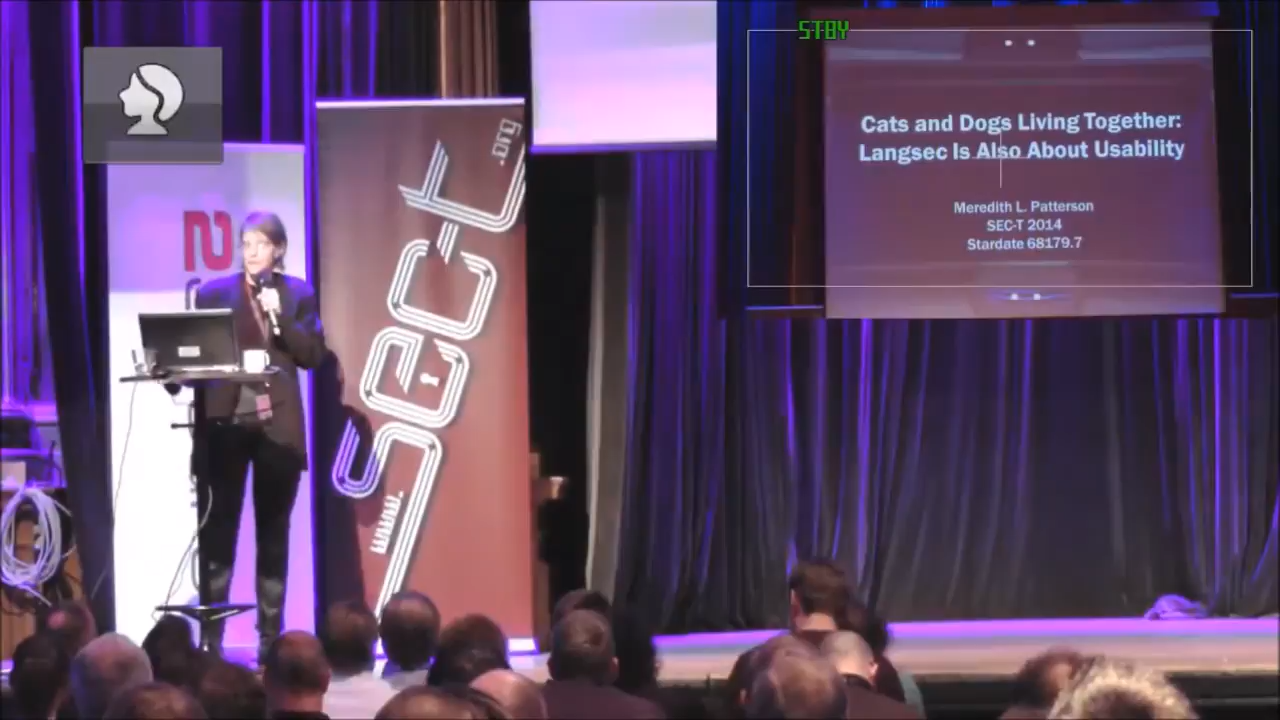 STBY
Cats and Dogs Living Together:
Langsec Is Also About Usability
Meredith L. Patterson
SEC-T 2014
Stardate 68179.7
www.sec-t.org